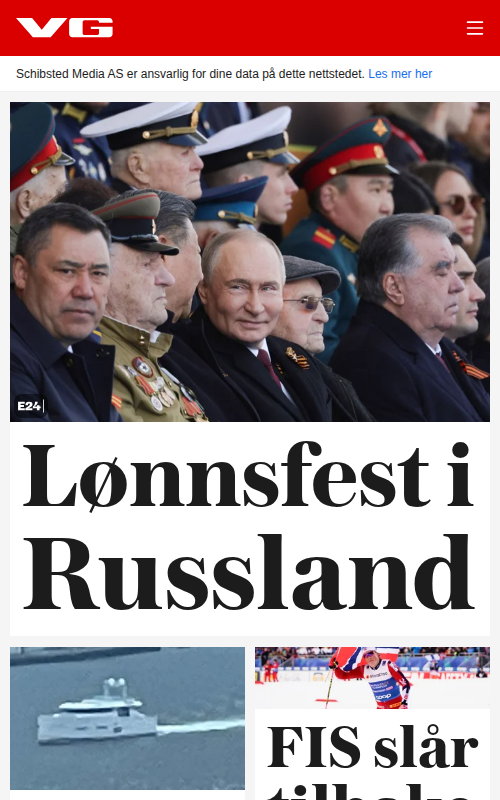 VG
Schibsted Media AS er ansvarlig for dine data på dette nettstedet. Les mer her
E24
Lønnsfest i
Russland
FIS slår